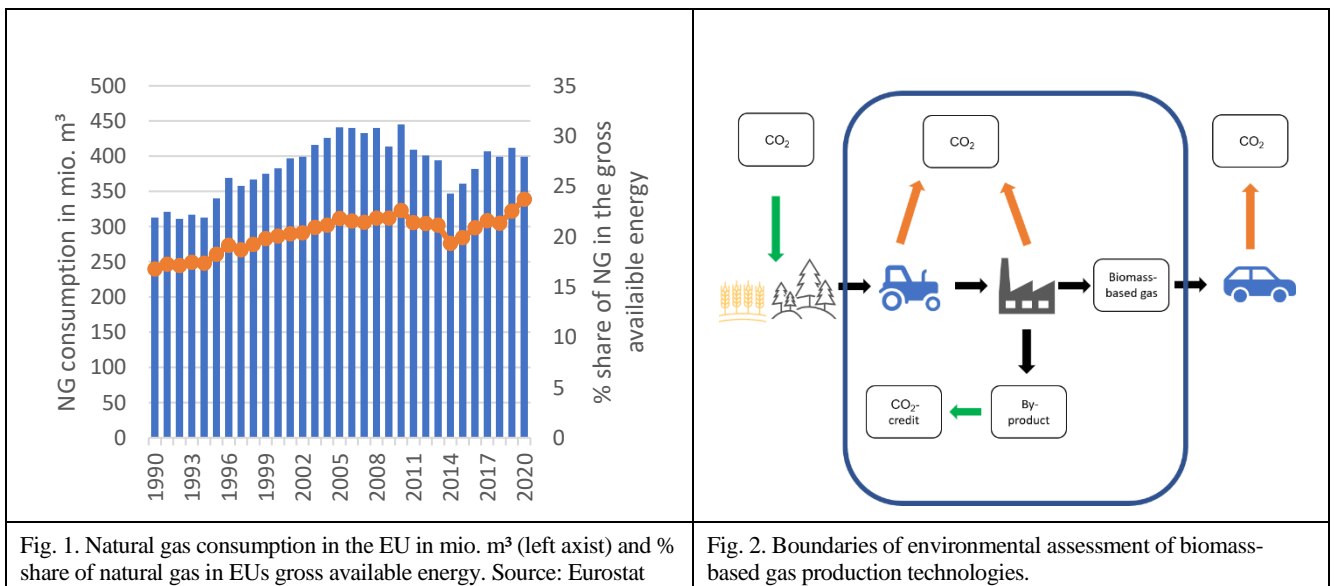 500
450
400
350
300
250
200
150
100
50
0
NG consumption in mio. m³
35
30
25
20
15
10
5
0
% share of NG in the gross
availaible energy
1990
1993
1996
1999
2002
2005
2008
2011
2014
2017
2020
Fig. 1. Natural gas consumption in the EU in mio. m³ (left axist) and %
share of natural gas in EUs gross available energy. Source: Eurostat
CO₂
CO₂
CO₂
Biomass-
based gas
CO₂-
credit
By-
product
Fig. 2. Boundaries of environmental assessment of biomass-
based gas production technologies.